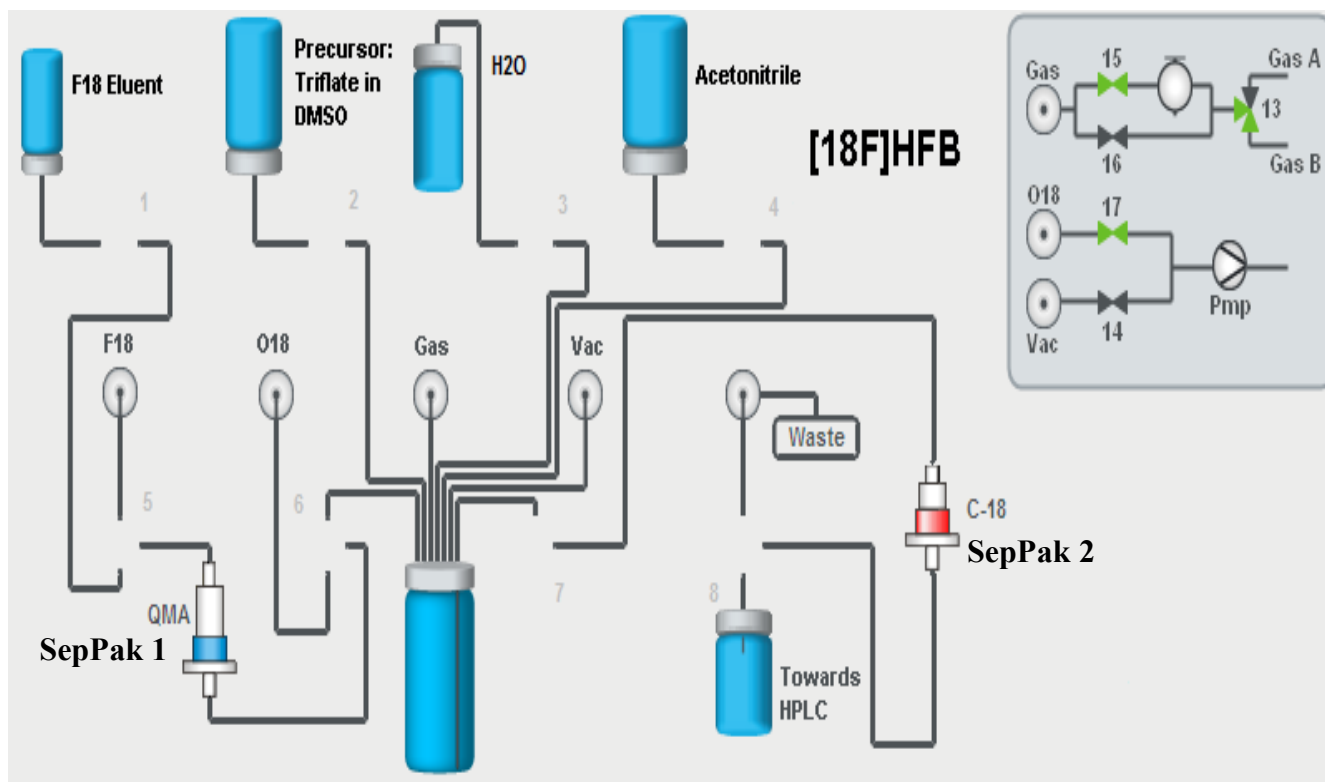 F18 Eluent
Precursor:
Triflate in
DMSO
H2O
Acetonitrile
[18F]HFB
1
2
3
4
Gas
15
Gas A
13
16
Gas B
O18
17
Pmp
14
Vac
F18
O18
Gas
Vac
Waste
5
6
7
8
QMA
SepPak 1
C-18
SepPak 2
Towards
HPLC